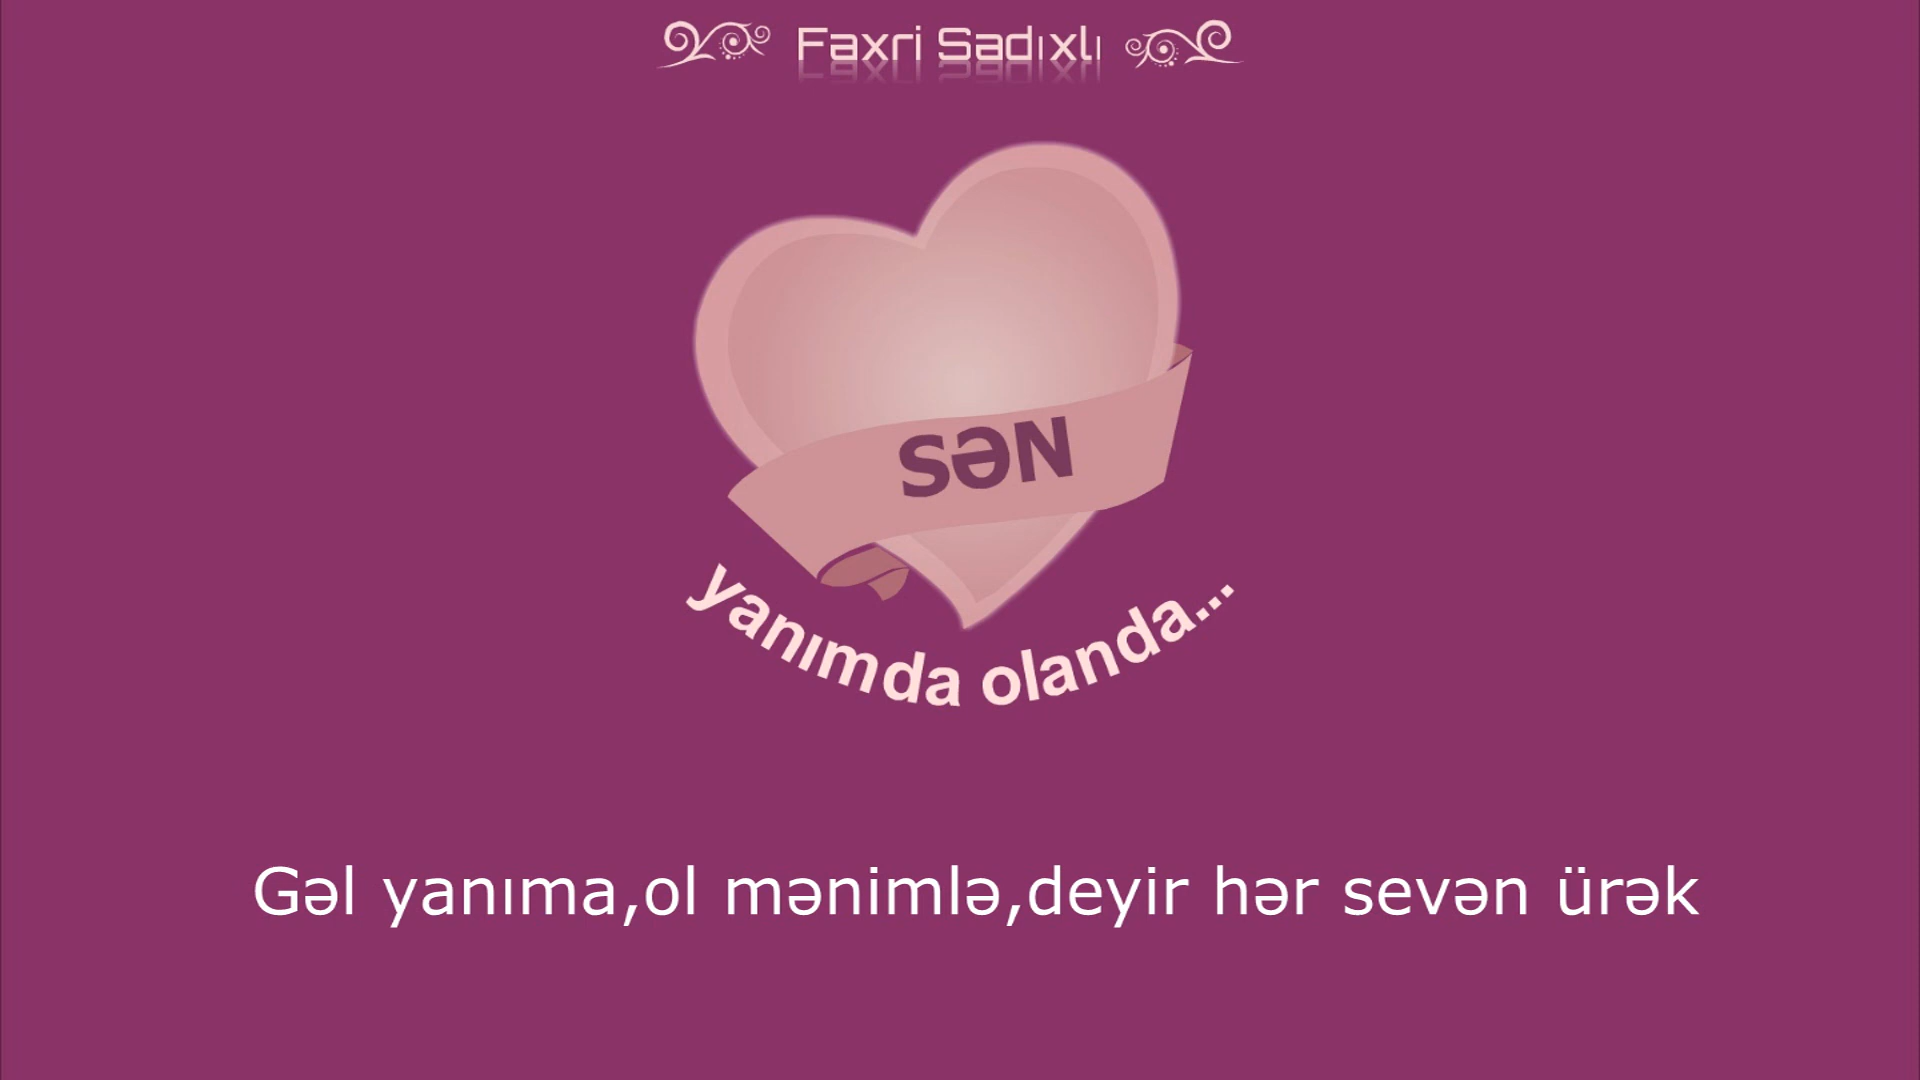 Faxri Sadıxlı
SƏN
yanımda olanda...
Gəl yanıma,ol mənimlə,deyir hər sevən ürək